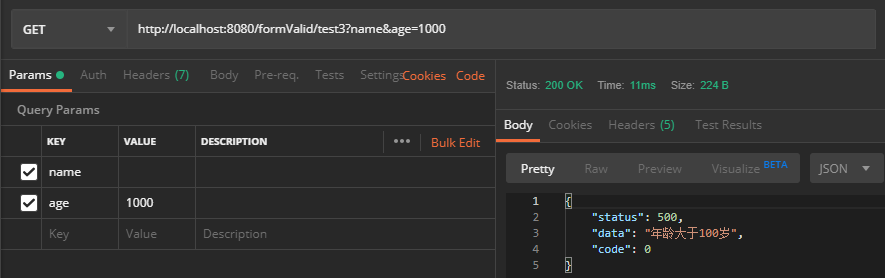 GET http://localhost:8080/formValid/test3?name&age=1000
Params Auth Headers (7) Body Pre-req. Tests Settings Cookies Code
Query Params
KEY VALUE DESCRIPTION ••• Bulk Edit
name
age 1000
Key Value Description
Status: 200 OK Time: 11ms Size: 224 B
Body Cookies Headers (5) Test Results
Pretty Raw Preview Visualize BETA JSON
1 {
2 "status": 500,
3 "data": "年龄大于100岁",
4 "code": 0
5 }